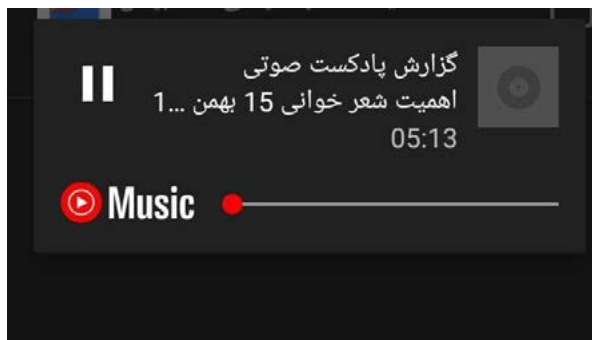 گزارش پادکست صوتی
اهمیت شعر خوانی 15 بهمن ...1
05:13
Music